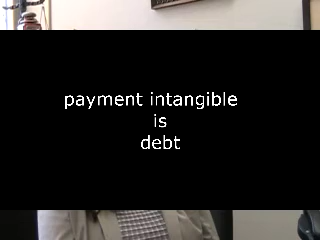 payment intangible
is
debt